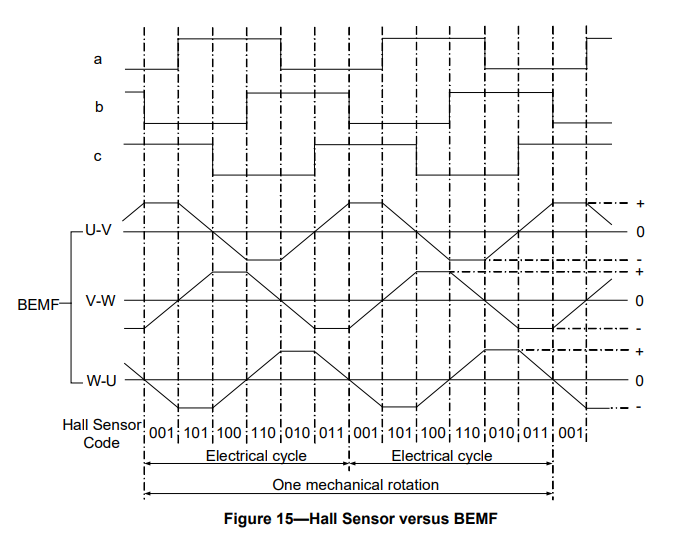 a
b
c
U-V
+
0
-
BEMF
V-W
+
0
-
W-U
+
0
-
Hall Sensor
Code
001 101 100 110 010 011 001 101 100 110 010 011 001
Electrical cycle Electrical cycle
One mechanical rotation
Figure 15—Hall Sensor versus BEMF